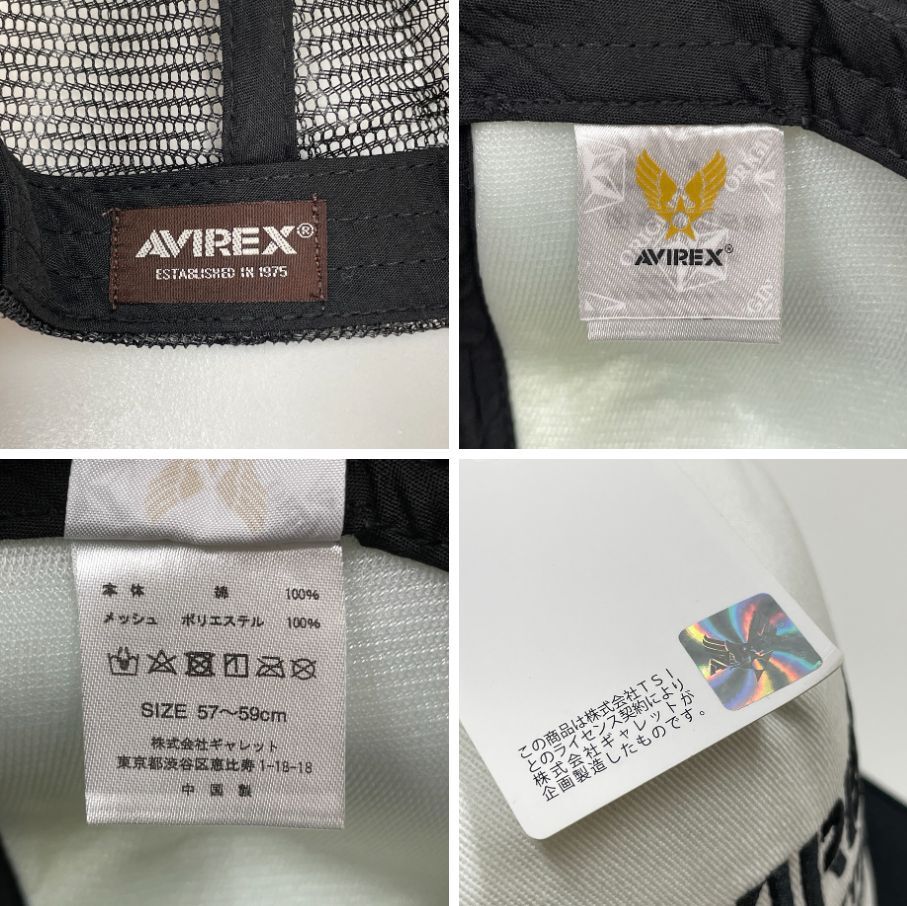 AVIREX®
ESTABLISHED IN 1975
AVIREX®
本体 綿 100%
メッシュ ポリエステル 100%
SIZE 57～59cm
株式会社ギャレット
東京都渋谷区恵比寿1-18-18
中国製
この商品は株式会社TSI
とのライセンス契約により
株式会社ギャレットが
企画製造したものです。